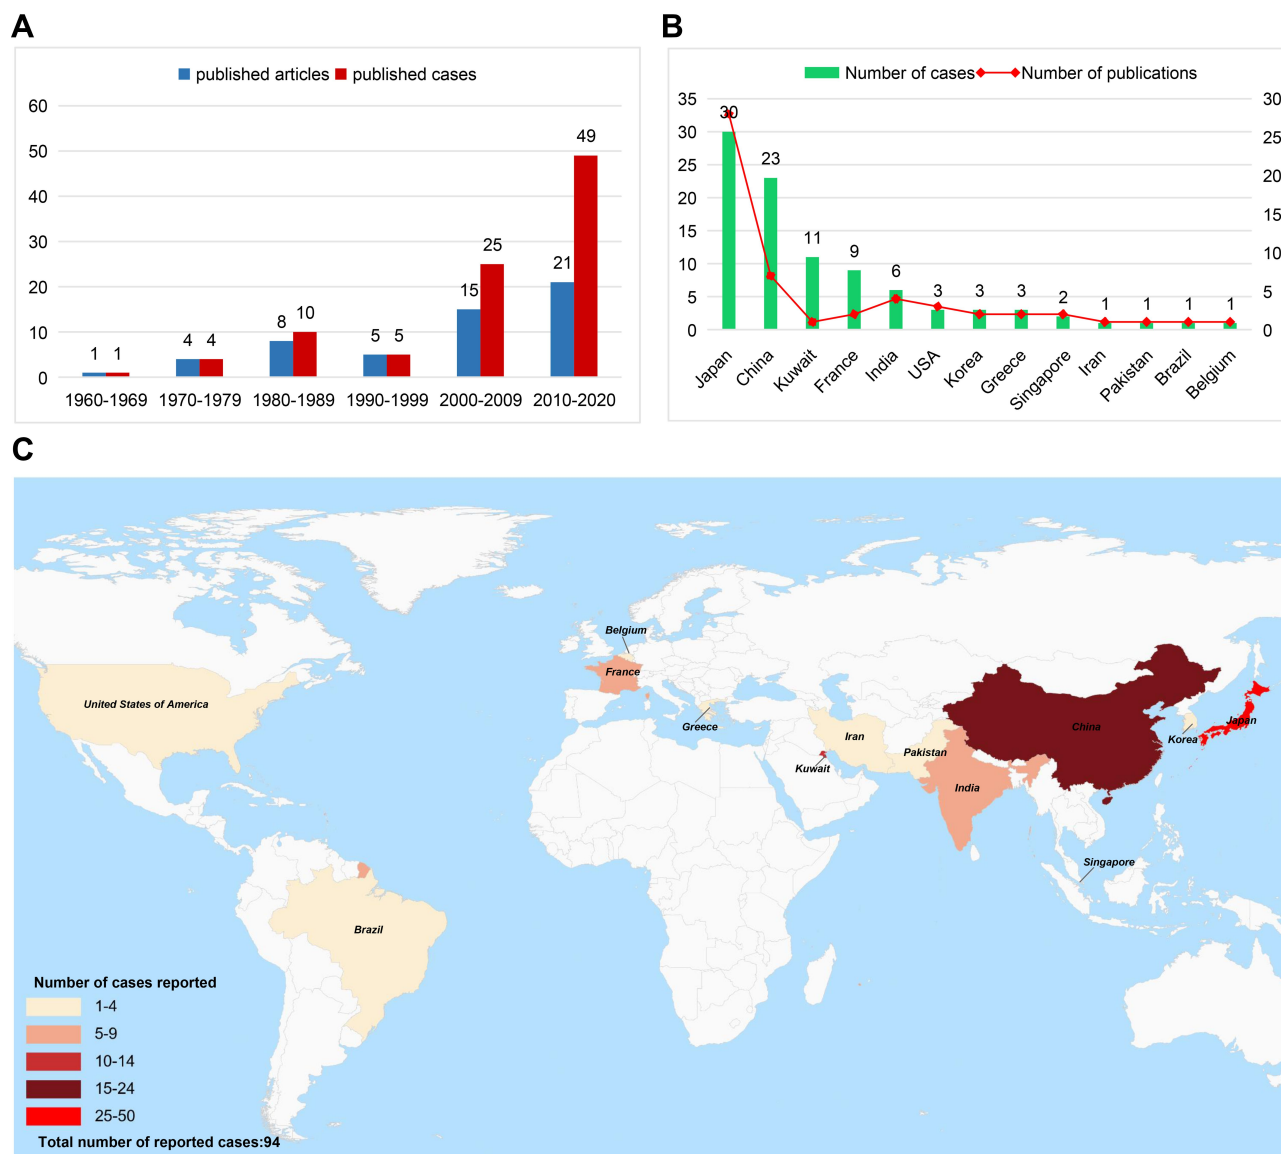 A
published articles published cases
60
50
40
30
20
10
0
1 1 4 4 8 10 5 5 15 25 21 49
1960-1969 1970-1979 1980-1989 1990-1999 2000-2009 2010-2020
B
Number of cases Number of publications
35
30
25
20
15
10
5
0
30 23 11 9 6 3 3 3 2 1 1 1 1
30
25
20
15
10
5
0
Japan China Kuwait France India USA Korea Greece Singapore Iran Pakistan Brazil Belgium
C
Belgium
France
United States of America
Greece
Iran
Pakistan
Kuwait
India
China
Japan
Korea
Singapore
Brazil
Number of cases reported
1-4
5-9
10-14
15-24
25-50
Total number of reported cases:94